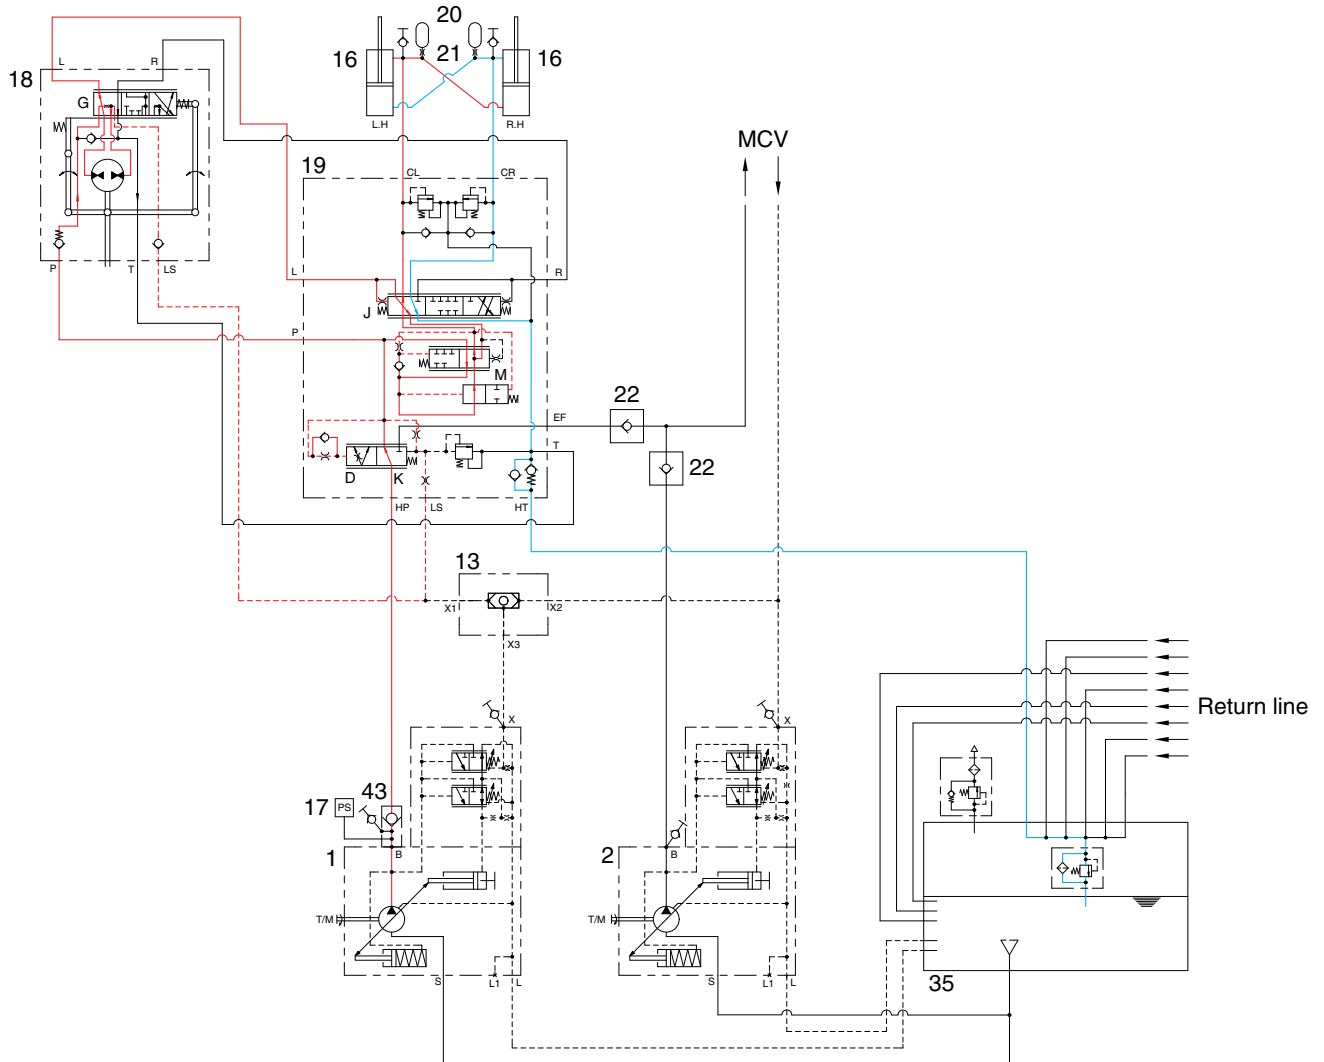 20
16 21 16
L R
18
G
L.H R.H
MCV
19
CL CR
P T LS
L R
J
P
M
22
EF
T
22
D K
HP LS HT
13
X1 X2
X3
Return line
X X
17 PS 43
B B
1 2
T/M T/M
S L1 L S L1 L
35